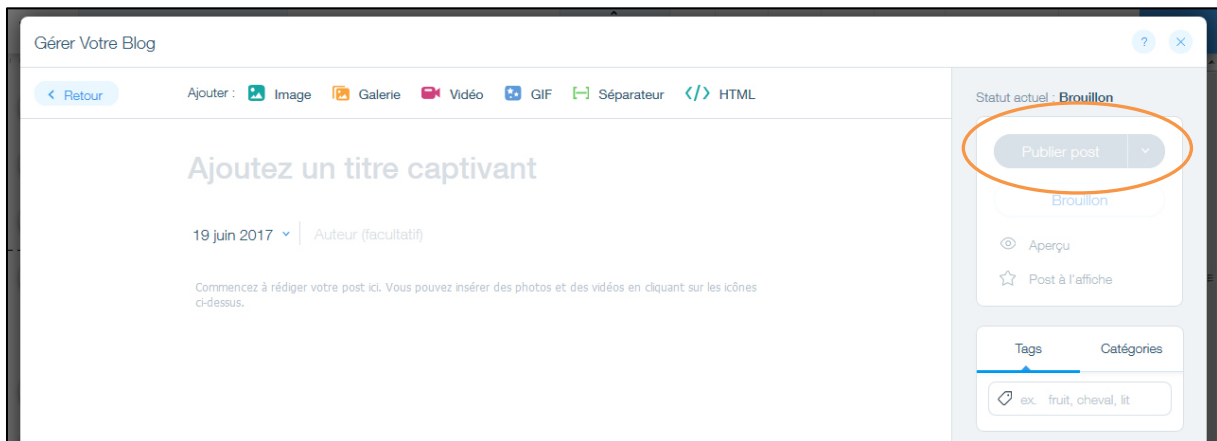 Gérer Votre Blog
? ×
< Retour
Ajouter : Image Galerie Vidéo GIF Séparateur </> HTML
Statut actuel : Brouillon
Publier post
Ajoutez un titre captivant
Brouillon
19 juin 2017 Auteur (facultatif)
Aperçu
Post à l'affiche
Commencez à rédiger votre post ici. Vous pouvez insérer des photos et des vidéos en cliquant sur les icônes
ci-dessus.
Tags Catégories
ex. fruit, cheval, lit